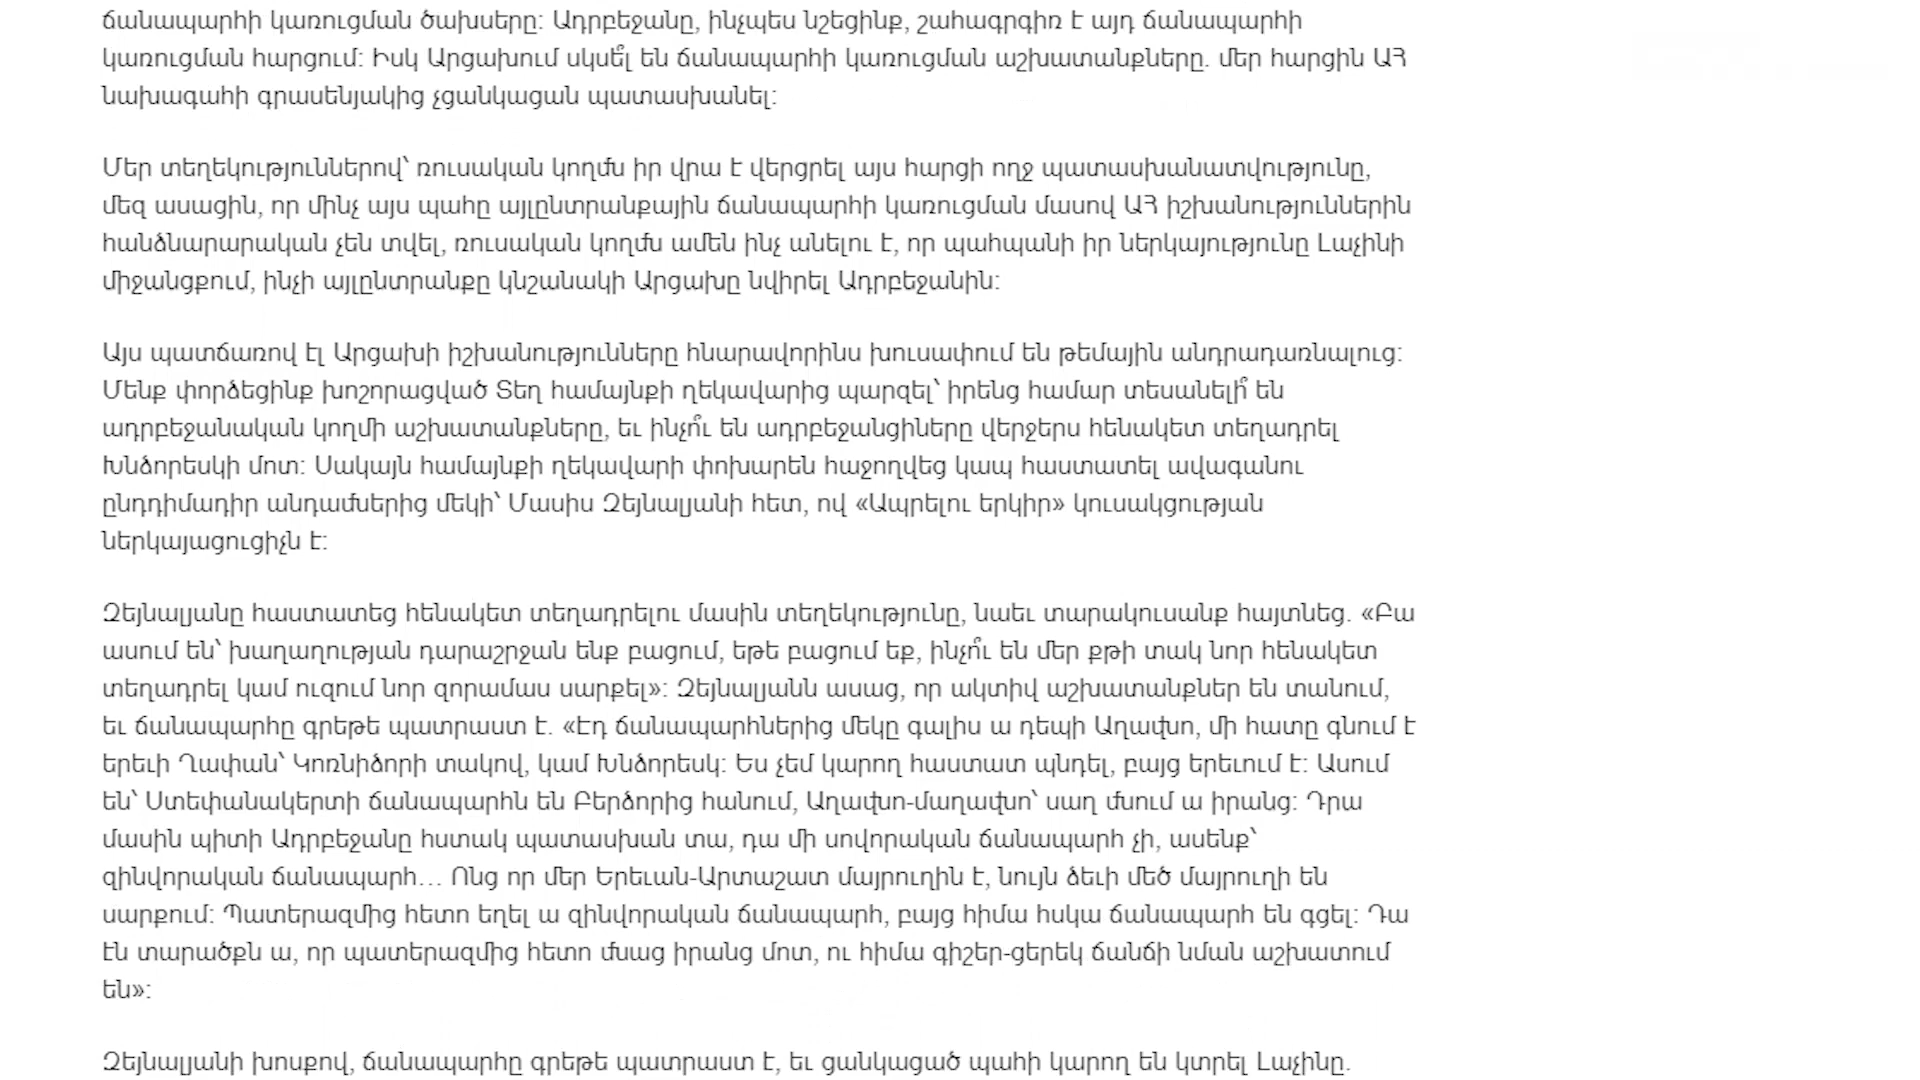 ճանապարհի կառուցման ծախսերը։ Ադրբեջանը, ինչպես նշեցինք, շահագրգիռ է այդ ճանապարհի
կառուցման հարցում։ Իսկ Արցախում սկսե՞լ են ճանապարհի կառուցման աշխատանքները. մեր հարցին ԱՀ
նախագահի գրասենյակից չցանկացան պատասխանել։
Մեր տեղեկություններով՝ ռուսական կողմն իր վրա է վերցրել այս հարցի ողջ պատասխանատվությունը,
մեզ ասացին, որ մինչ այս պահը այլընտրանքային ճանապարհի կառուցման մասով ԱՀ իշխանություններին
հանձնարարական չեն տվել, ռուսական կողմն ամեն ինչ անելու է, որ պահպանի իր ներկայությունը Լաչինի
միջանցքում, ինչի այլընտրանքը կնշանակի Արցախը նվիրել Ադրբեջանին։
Այս պատճառով էլ Արցախի իշխանությունները հնարավորինս խուսափում են թեմային անդրադառնալուց։
Մենք փորձեցինք խոշորացված Տեղ համայնքի ղեկավարից պարզել՝ իրենց համար տեսանելի՞ են
ադրբեջանական կողմի աշխատանքները, եւ ինչո՞ւ են ադրբեջանցիները վերջերս հենակետ տեղադրել
Խնձորեսկի մոտ։ Սակայն համայնքի ղեկավարի փոխարեն հաջողվեց կապ հաստատել ավագանու
ընդդիմադիր անդամներից մեկի՝ Մասիս Զեյնալյանի հետ, ով «Ապրելու երկիր» կուսակցության
ներկայացուցիչն է։
Զեյնալյանը հաստատեց հենակետ տեղադրելու մասին տեղեկությունը, նաեւ տարակուսանք հայտնեց. «Բա
ասում են՝ խաղաղության դարաշրջան ենք բացում, եթե բացում եք, ինչո՞ւ են մեր քթի տակ նոր հենակետ
տեղադրել կամ ուզում նոր զորամաս սարքել»։ Զեյնալյանն ասաց, որ ակտիվ աշխատանքներ են տանում,
եւ ճանապարհը գրեթե պատրաստ է. «Էդ ճանապարհներից մեկը գալիս ա դեպի Աղավնո, մի հատը գնում է
երեւի Ղափան՝ Կոռնիձորի տակով, կամ Խնձորեսկ։ Ես չեմ կարող հաստատ պնդել, բայց երեւում է։ Ասում
են՝ Ստեփանակերտի ճանապարհն են Բերձորից հանում, Աղավնո-մաղավնո՝ սաղ մնում ա իրանց։ Դրա
մասին պիտի Ադրբեջանը հստակ պատասխան տա, դա մի սովորական ճանապարհ չի, ասենք՝
զինվորական ճանապարհ… Ոնց որ մեր Երեւան-Արտաշատ մայրուղին է, նույն ձեւի մեծ մայրուղի են
սարքում։ Պատերազմից հետո եղել ա զինվորական ճանապարհ, բայց հիմա հսկա ճանապարհ են գցել։ Դա
էն տարածքն ա, որ պատերազմից հետո մնաց իրանց մոտ, ու հիմա գիշեր-ցերեկ ճանճի նման աշխատում
են»։
Զեյնալյանի խոսքով, ճանապարհը գրեթե պատրաստ է, եւ ցանկացած պահի կարող են կտրել Լաչինը.